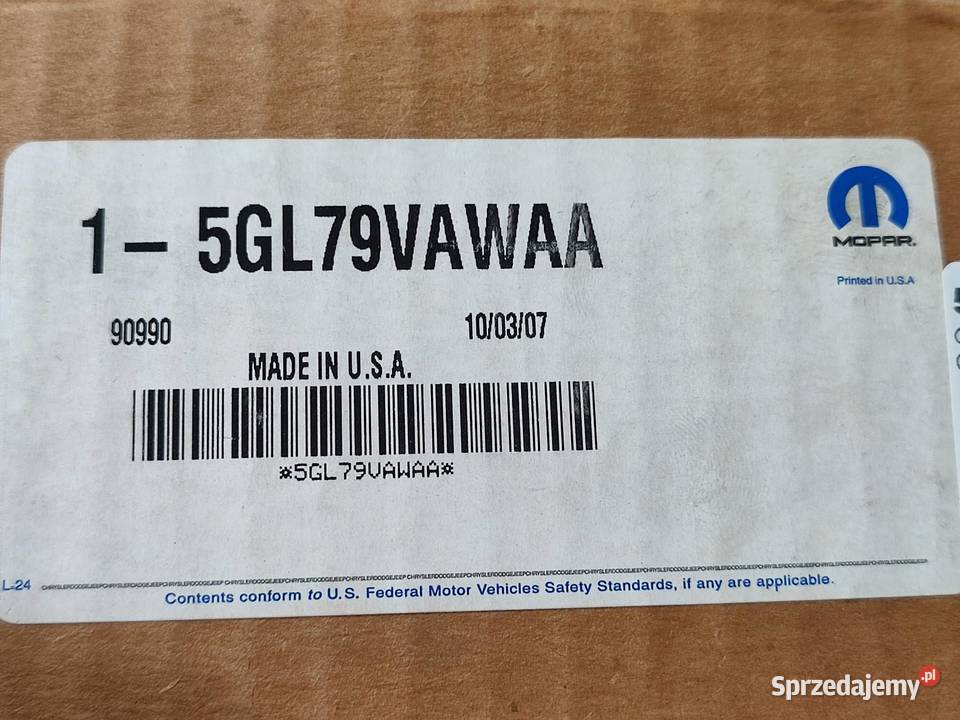 1 – 5GL79VAWAA
MOPAR.
Printed in U.S.A
90990
10/03/07
MADE IN U.S.A.
*5GL79VAWAA*
L-24
Contents conform to U.S. Federal Motor Vehicles Safety Standards, if any are applicable.
Sprzedajemy.pl